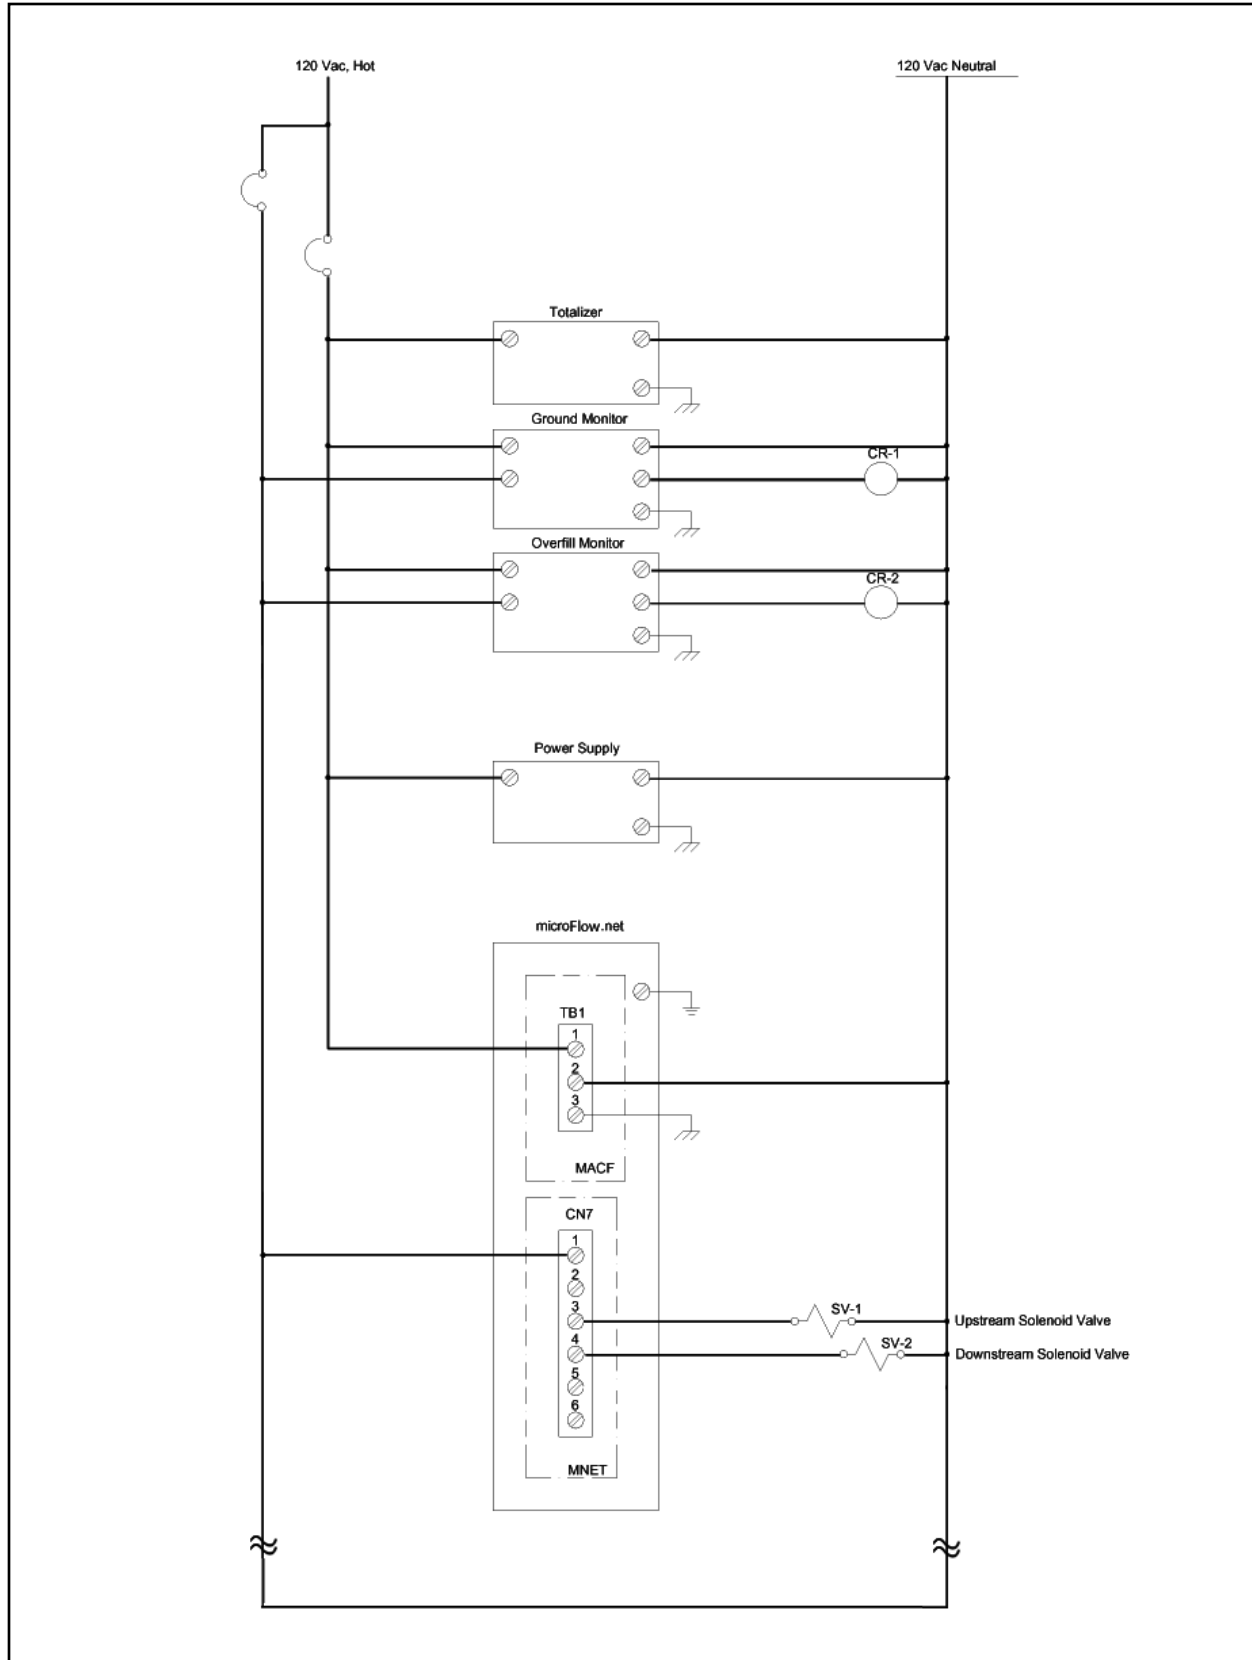 120 Vac, Hot
120 Vac Neutral
Totalizer
Ground Monitor
CR-1
Overfill Monitor
CR-2
Power Supply
microFlow.net
TB1
1
2
3
MACF
CN7
1
2
3
SV-1
Upstream Solenoid Valve
4
SV-2
Downstream Solenoid Valve
5
6
MNET